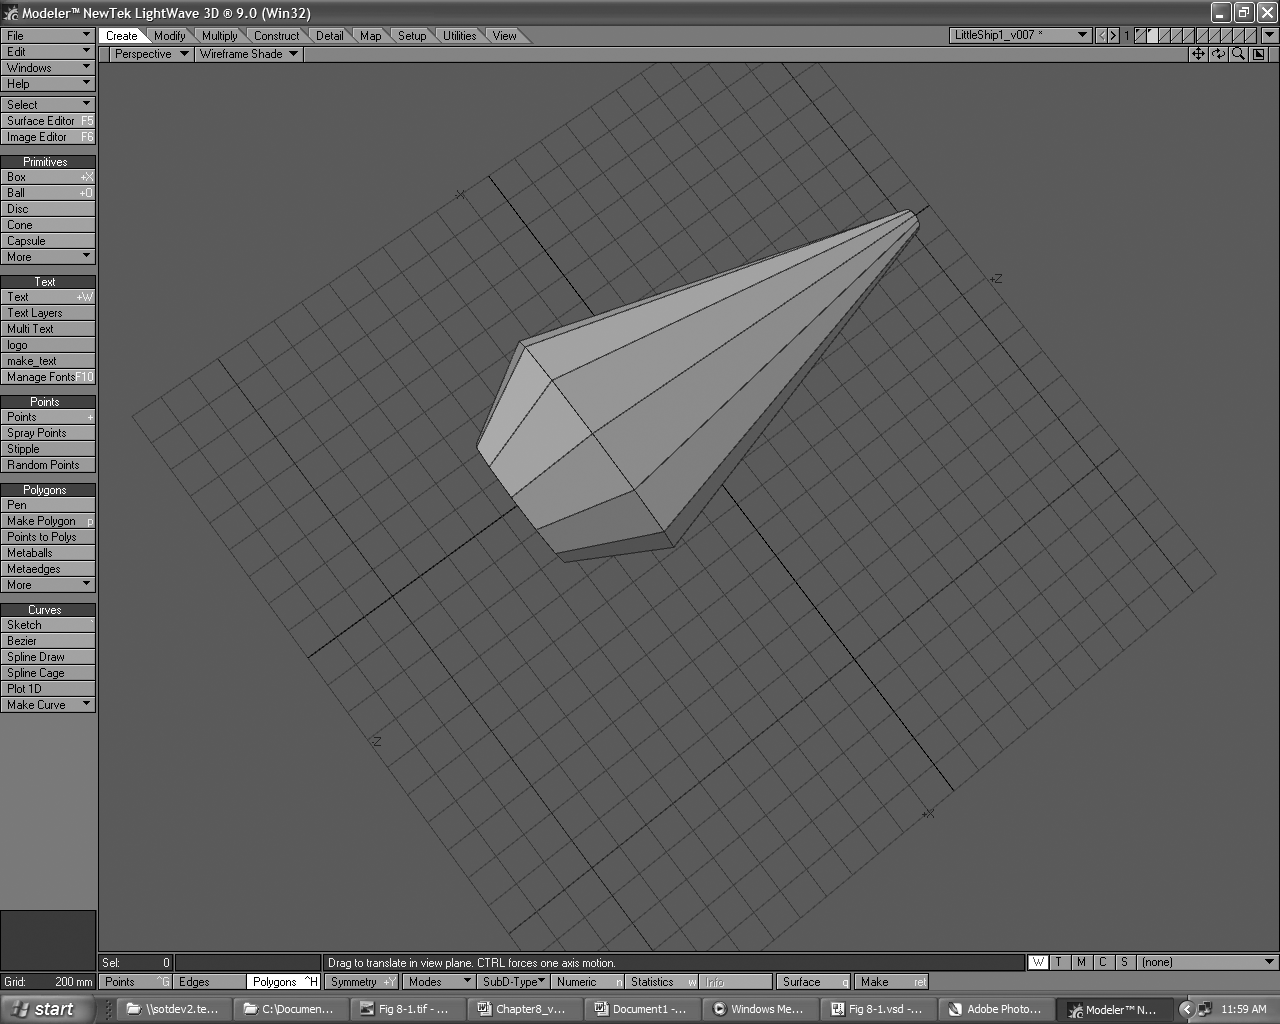 Modeler™ NewTek LightWave 3D ® 9.0 (Win32)
File
Edit
Windows
Help
Select
Surface Editor F5
Image Editor F6
Primitives
Box +X
Ball +O
Disc
Cone
Capsule
More
Text
Text +W
Text Layers
Multi Text
logo
make_text
Manage Fonts F10
Points
Points +
Spray Points
Stipple
Random Points
Polygons
Pen
Make Polygon p
Points to Polys
Metaballs
Metaedges
More
Curves
Sketch `
Bezier
Spline Draw
Spline Cage
Plot 1D
Make Curve
Create Modify Multiply Construct Detail Map Setup Utilities View
LittleShip1_v007 * 1
Perspective Wireframe Shade
-X
+Z
-Z
+X
Sel: 0
Drag to translate in view plane. CTRL forces one axis motion.
W T M C S (none)
Grid: 200 mm
Points ^G Edges Polygons ^H Symmetry +Y Modes SubD-Type Numeric n Statistics w Info Surface q Make ret
start \\sotdev2.te... C:\Documen... Fig 8-1.tif - ... Chapter8_v... Document1 -... Windows Me... Fig 8-1.vsd -... Adobe Photo... Modeler™ N... 11:59 AM